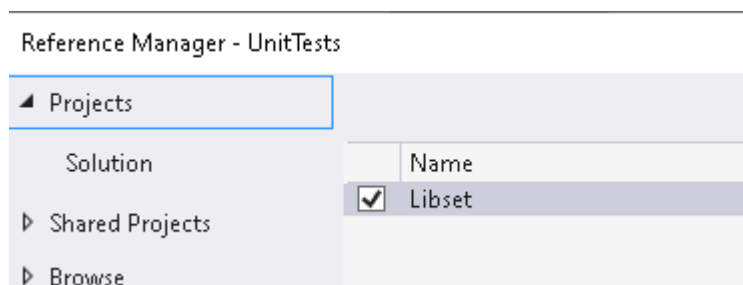 Reference Manager - UnitTests
Projects
Solution
Name
Libset
Shared Projects
Browse